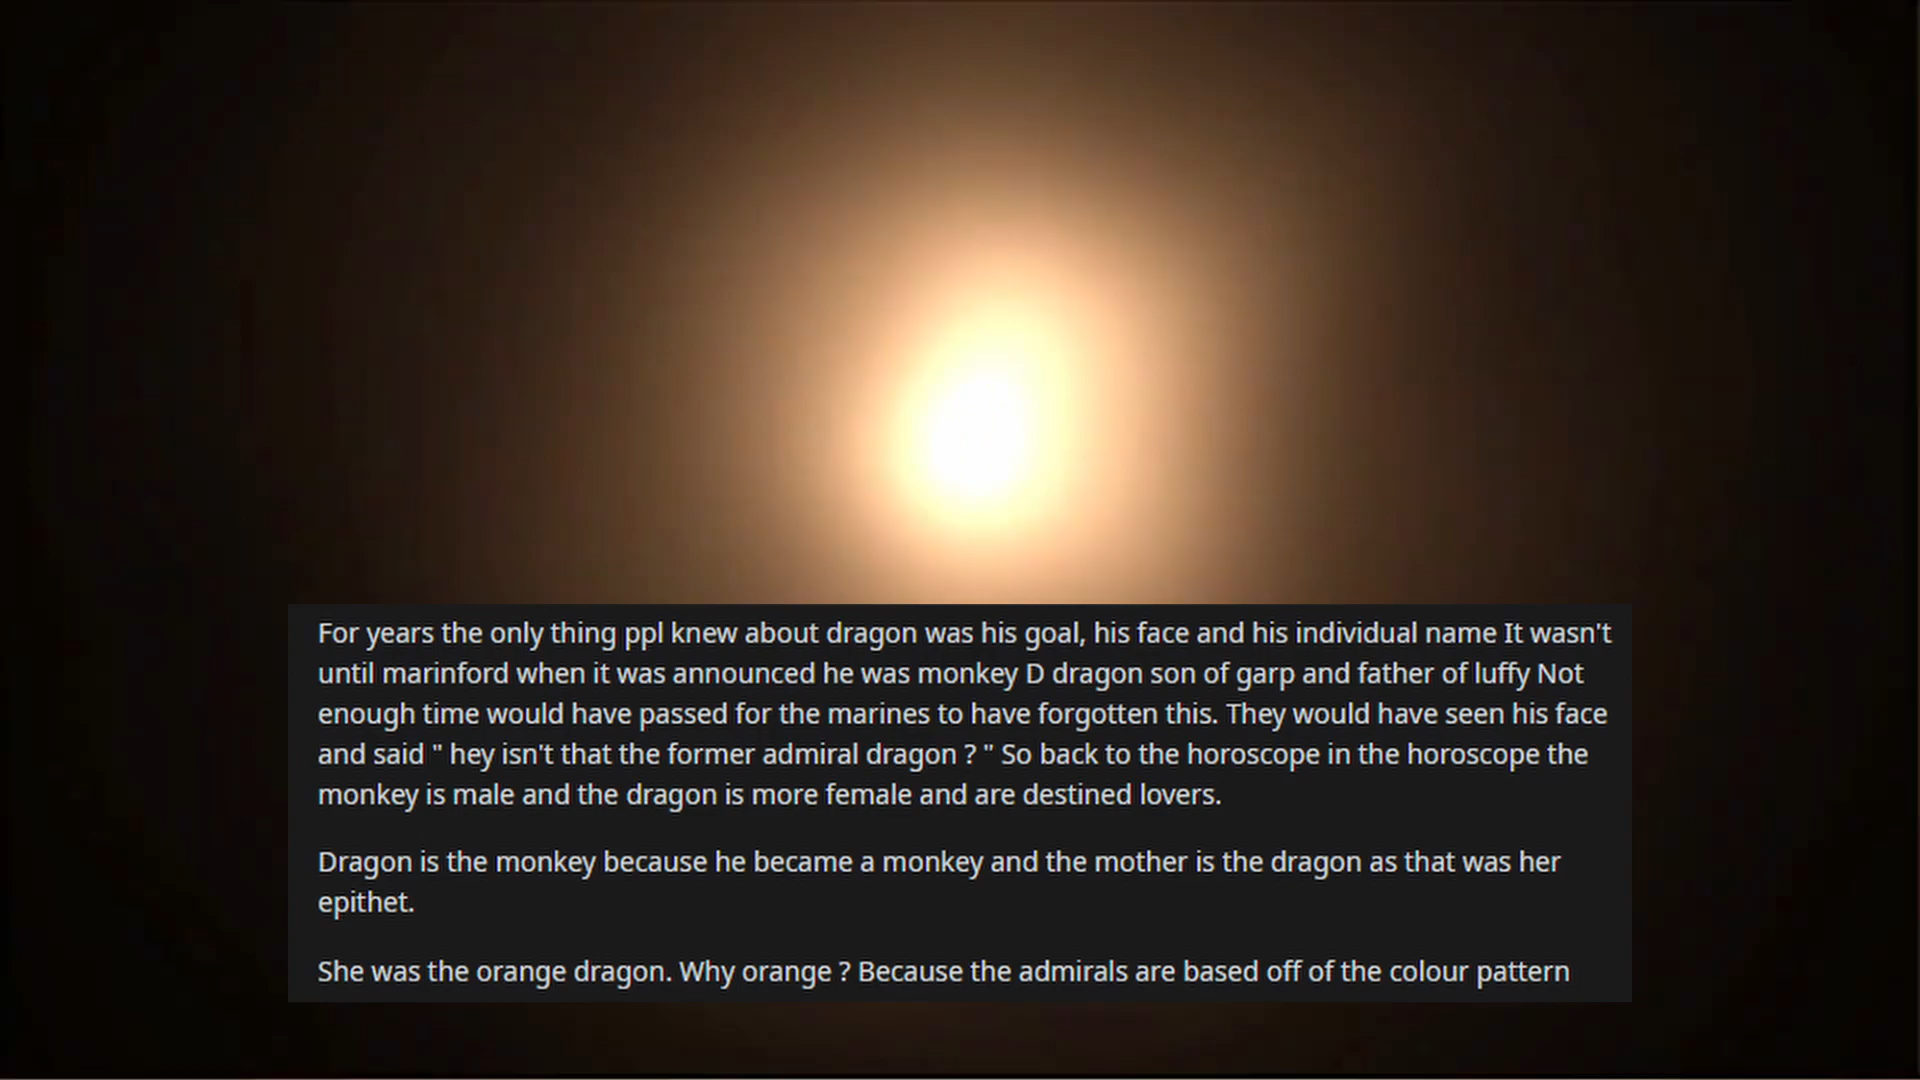 For years the only thing ppl knew about dragon was his goal, his face and his individual name It wasn't
until marinford when it was announced he was monkey D dragon son of garp and father of luffy Not
enough time would have passed for the marines to have forgotten this. They would have seen his face
and said " hey isn't that the former admiral dragon ? " So back to the horoscope in the horoscope the
monkey is male and the dragon is more female and are destined lovers.
Dragon is the monkey because he became a monkey and the mother is the dragon as that was her
epithet.
She was the orange dragon. Why orange ? Because the admirals are based off of the colour pattern